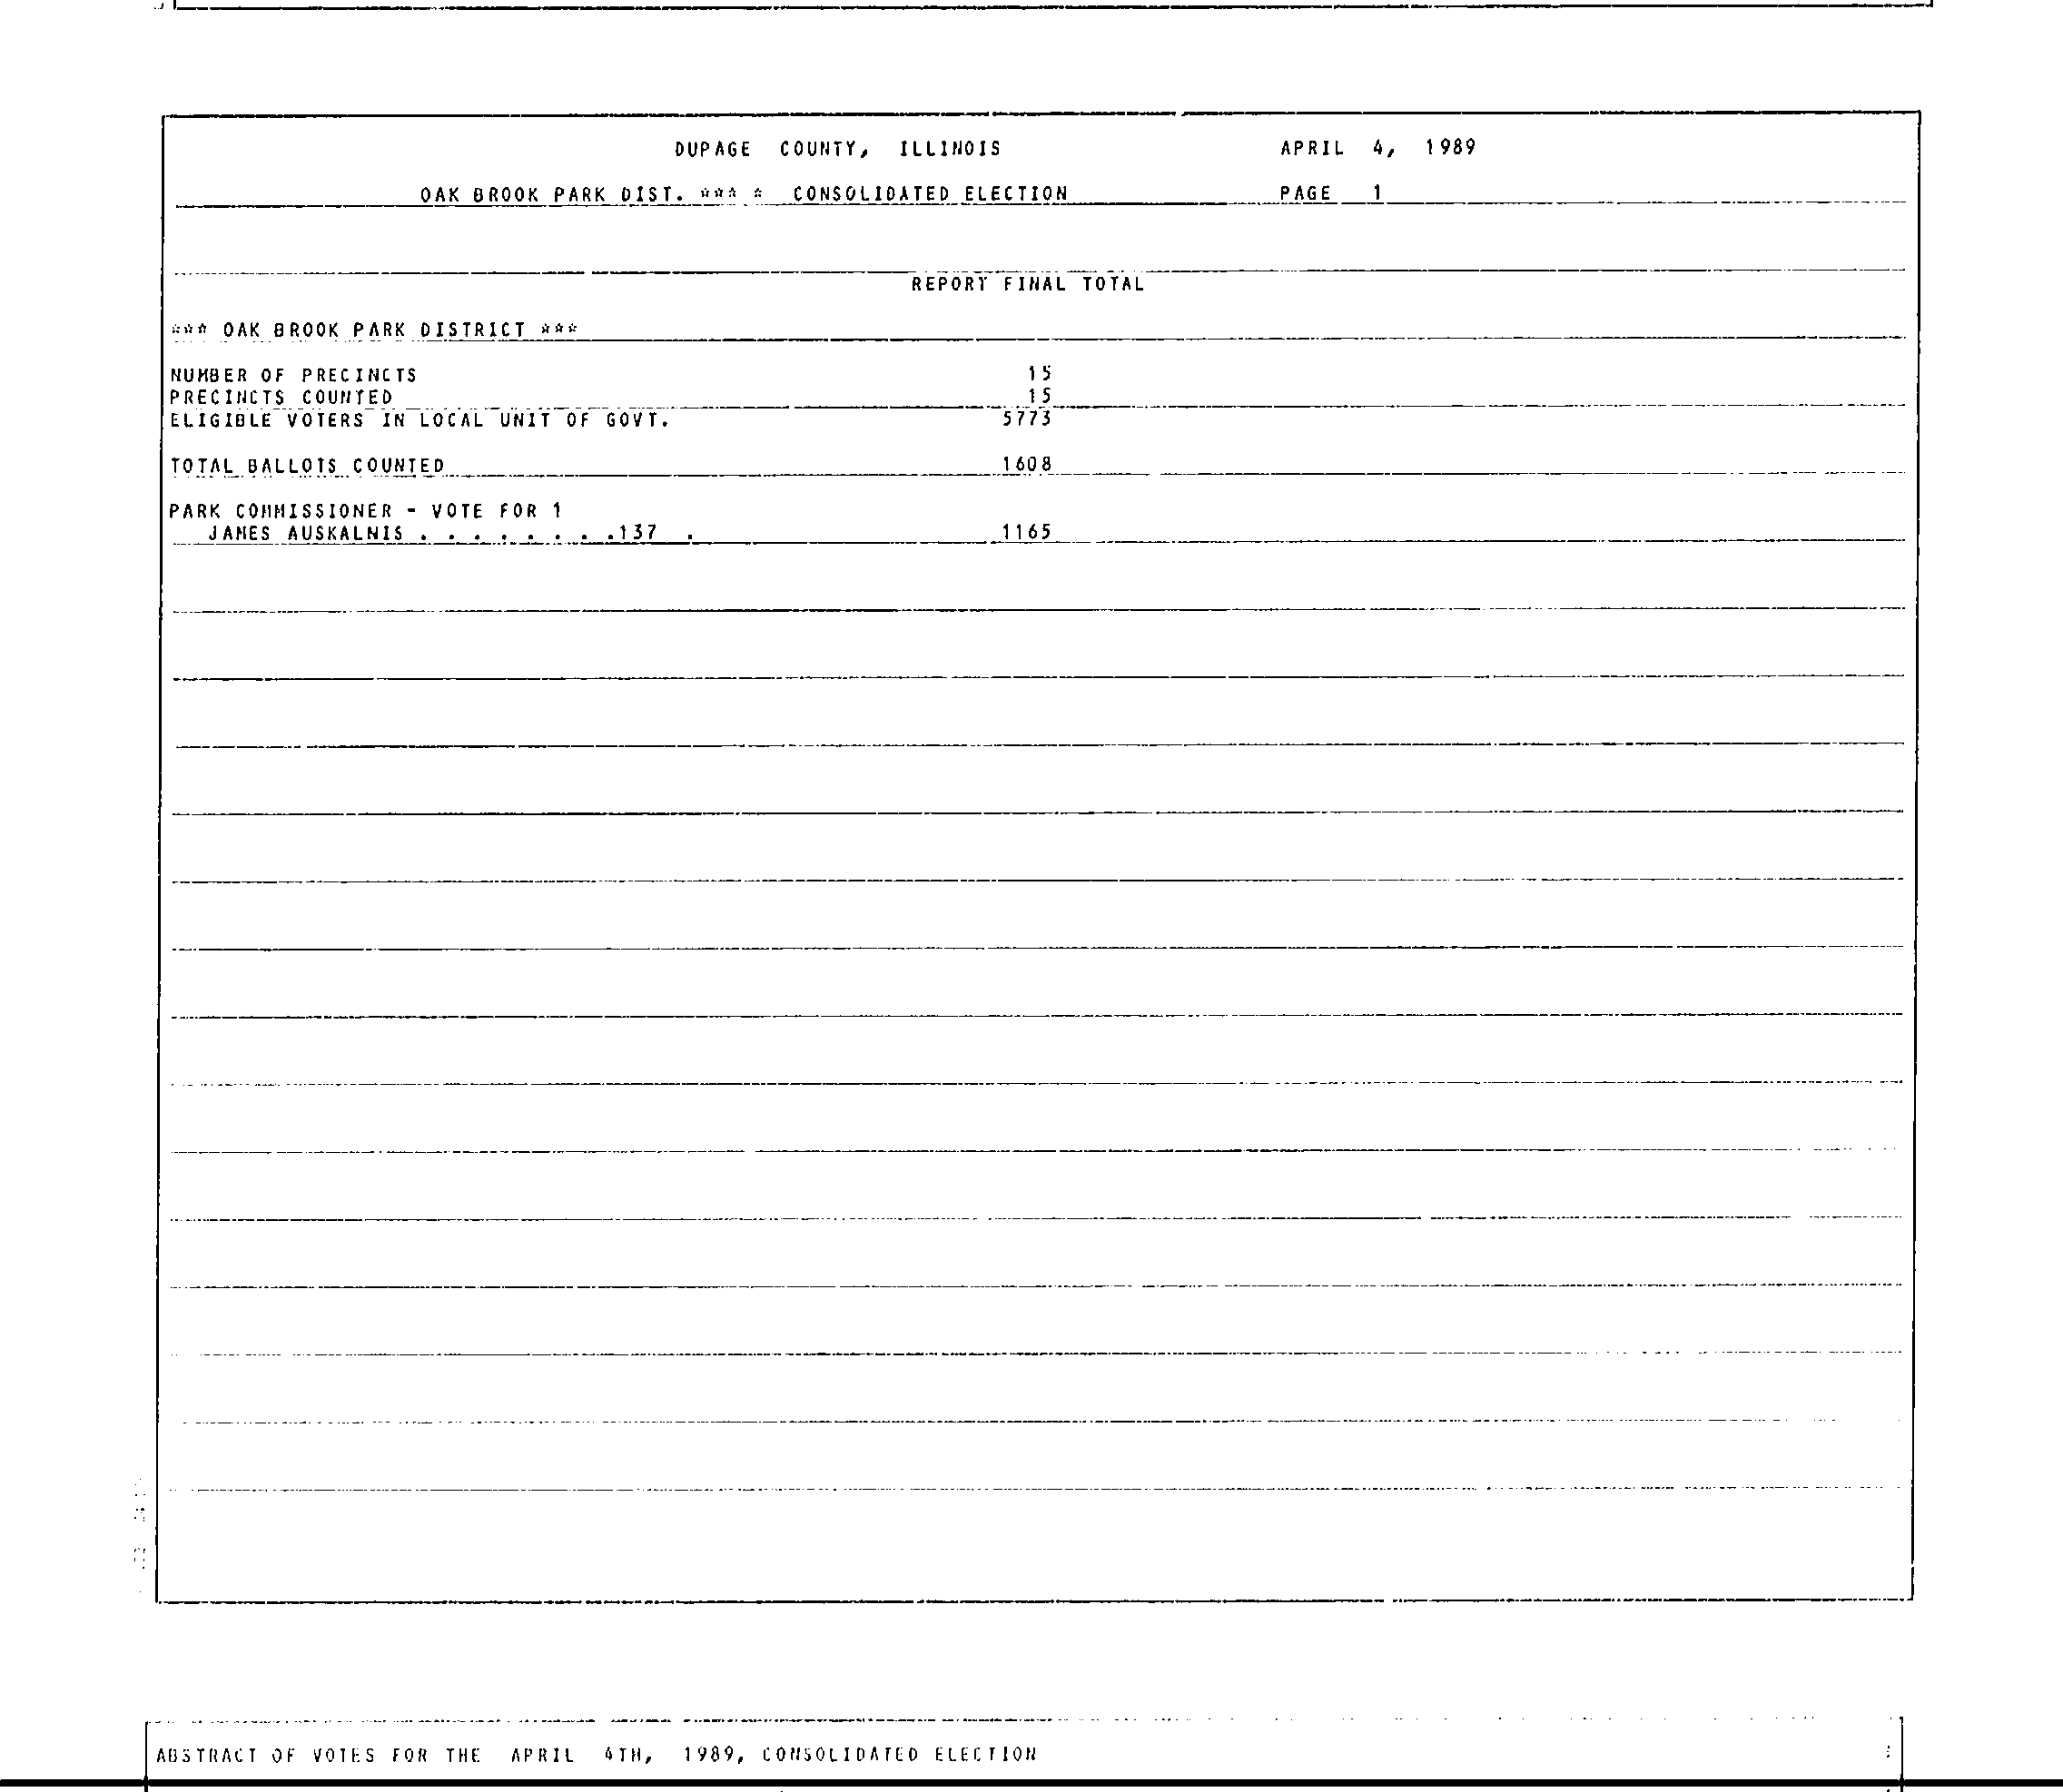 DUPAGE COUNTY, ILLINOIS APRIL 4, 1989
OAK BROOK PARK DIST. *** * CONSOLIDATED ELECTION PAGE 1
REPORT FINAL TOTAL
*** OAK BROOK PARK DISTRICT ***
NUMBER OF PRECINCTS 15
PRECINCTS COUNTED 15
ELIGIBLE VOTERS IN LOCAL UNIT OF GOVT. 5773
TOTAL BALLOTS COUNTED 1608
PARK COMMISSIONER - VOTE FOR 1
JAMES AUSKALNIS . . . . . . . .137 . 1165
ABSTRACT OF VOTES FOR THE APRIL 4TH, 1989, CONSOLIDATED ELECTION